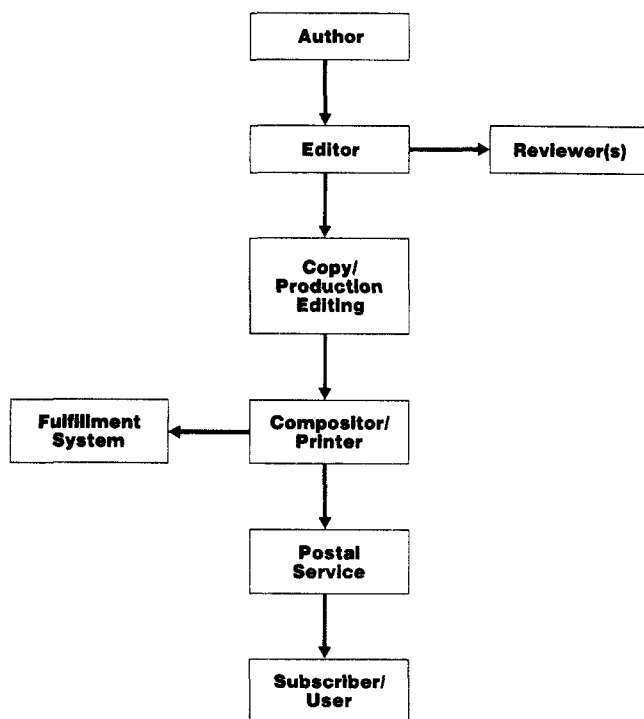 Author
Editor
Reviewer(s)
Copy/
Production
Editing
Fulfillment
System
Compositor/
Printer
Postal
Service
Subscriber/
User